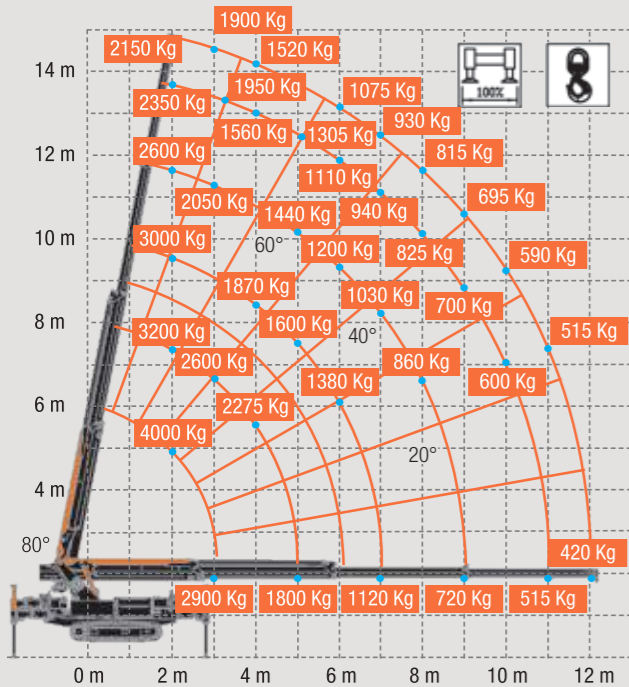 1900 Kg
2150 Kg
1520 Kg
14 m
1950 Kg
1075 Kg
100%
2350 Kg
1560 Kg
1305 Kg
930 Kg
12 m
2600 Kg
1110 Kg
815 Kg
2050 Kg
1440 Kg
940 Kg
695 Kg
10 m
3000 Kg
60°
1200 Kg
825 Kg
590 Kg
1870 Kg
1030 Kg
700 Kg
8 m
3200 Kg
1600 Kg
40°
515 Kg
2600 Kg
1380 Kg
860 Kg
600 Kg
6 m
4000 Kg
2275 Kg
20°
4 m
80°
420 Kg
2900 Kg
1800 Kg
1120 Kg
720 Kg
515 Kg
0 m
2 m
4 m
6 m
8 m
10 m
12 m